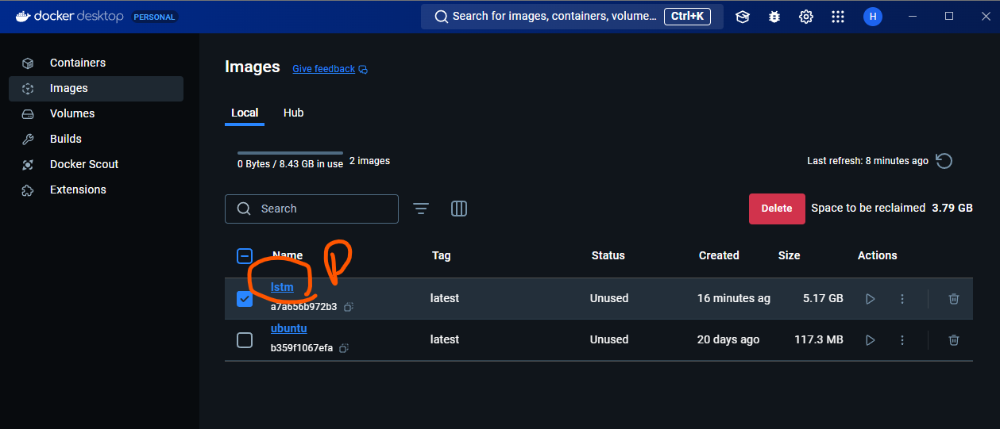 docker desktop PERSONAL Search for images, containers, volume... Ctrl+K H
Containers
Images
Volumes
Builds
Docker Scout
Extensions
Images Give feedback
Local Hub
0 Bytes / 8.43 GB in use 2 images Last refresh: 8 minutes ago
Search Delete Space to be reclaimed 3.79 GB
Name Tag Status Created Size Actions
P
lstm
a7a656b972b3 latest Unused 16 minutes ag 5.17 GB
ubuntu
b359f1067efa latest Unused 20 days ago 117.3 MB